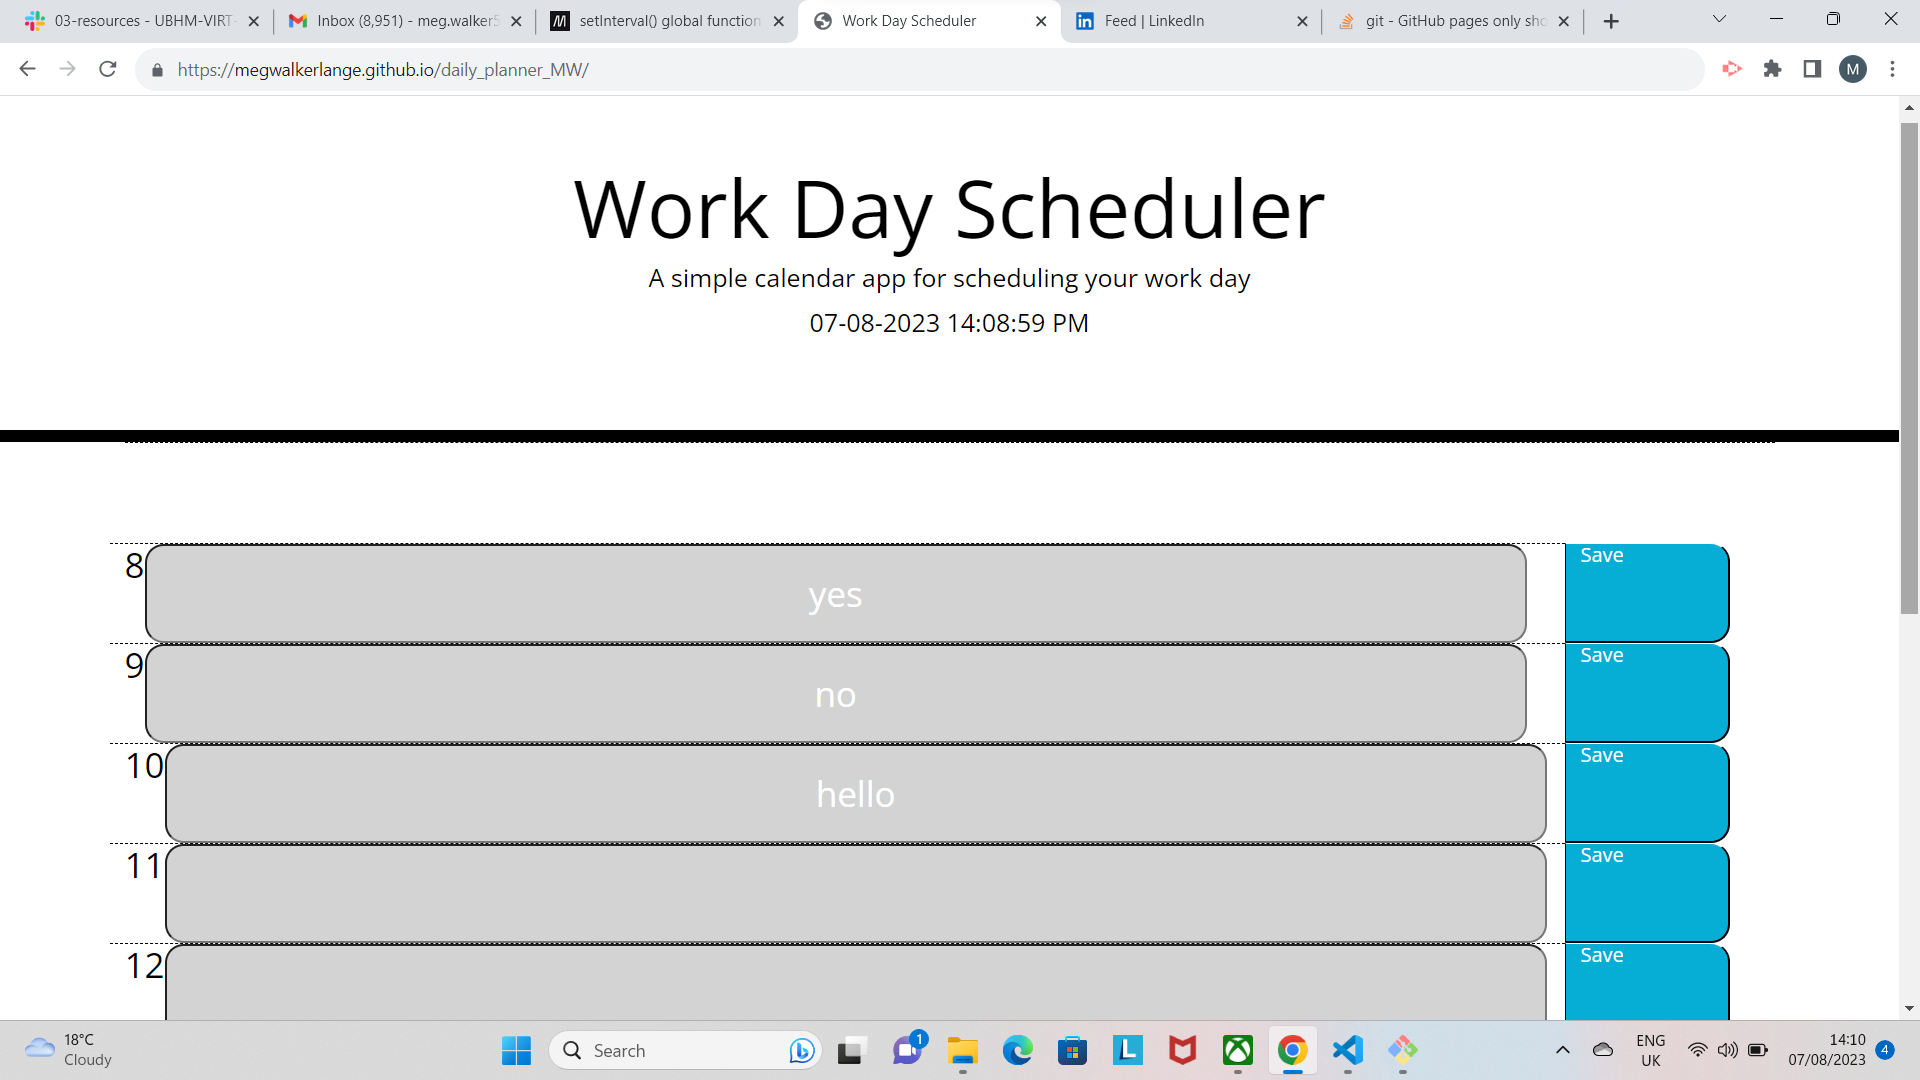 03-resources - UBHM-VIRT-
Inbox (8,951) - meg.walker5
setInterval() global function
Work Day Scheduler
Feed | LinkedIn
git - GitHub pages only sho
https://megwalkerlange.github.io/daily_planner_MW/
M
Work Day Scheduler
A simple calendar app for scheduling your work day
07-08-2023 14:08:59 PM
8 yes Save
9 no Save
10 hello Save
11 Save
12 Save
18°C
Cloudy
Search
1
L
ENG
UK
14:10
07/08/2023
4